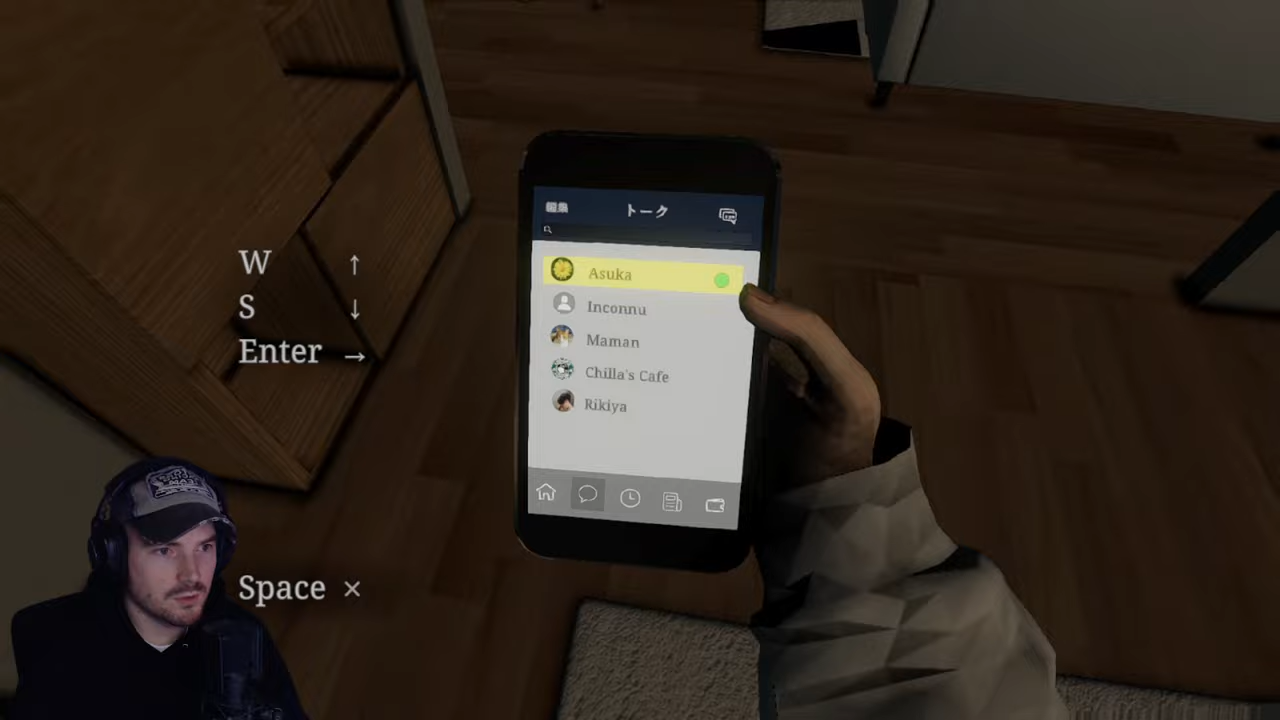 トーク
Asuka
Inconnu
Maman
Chilla's Cafe
Rikiya
W ↑
S ↓
Enter →
Space ×